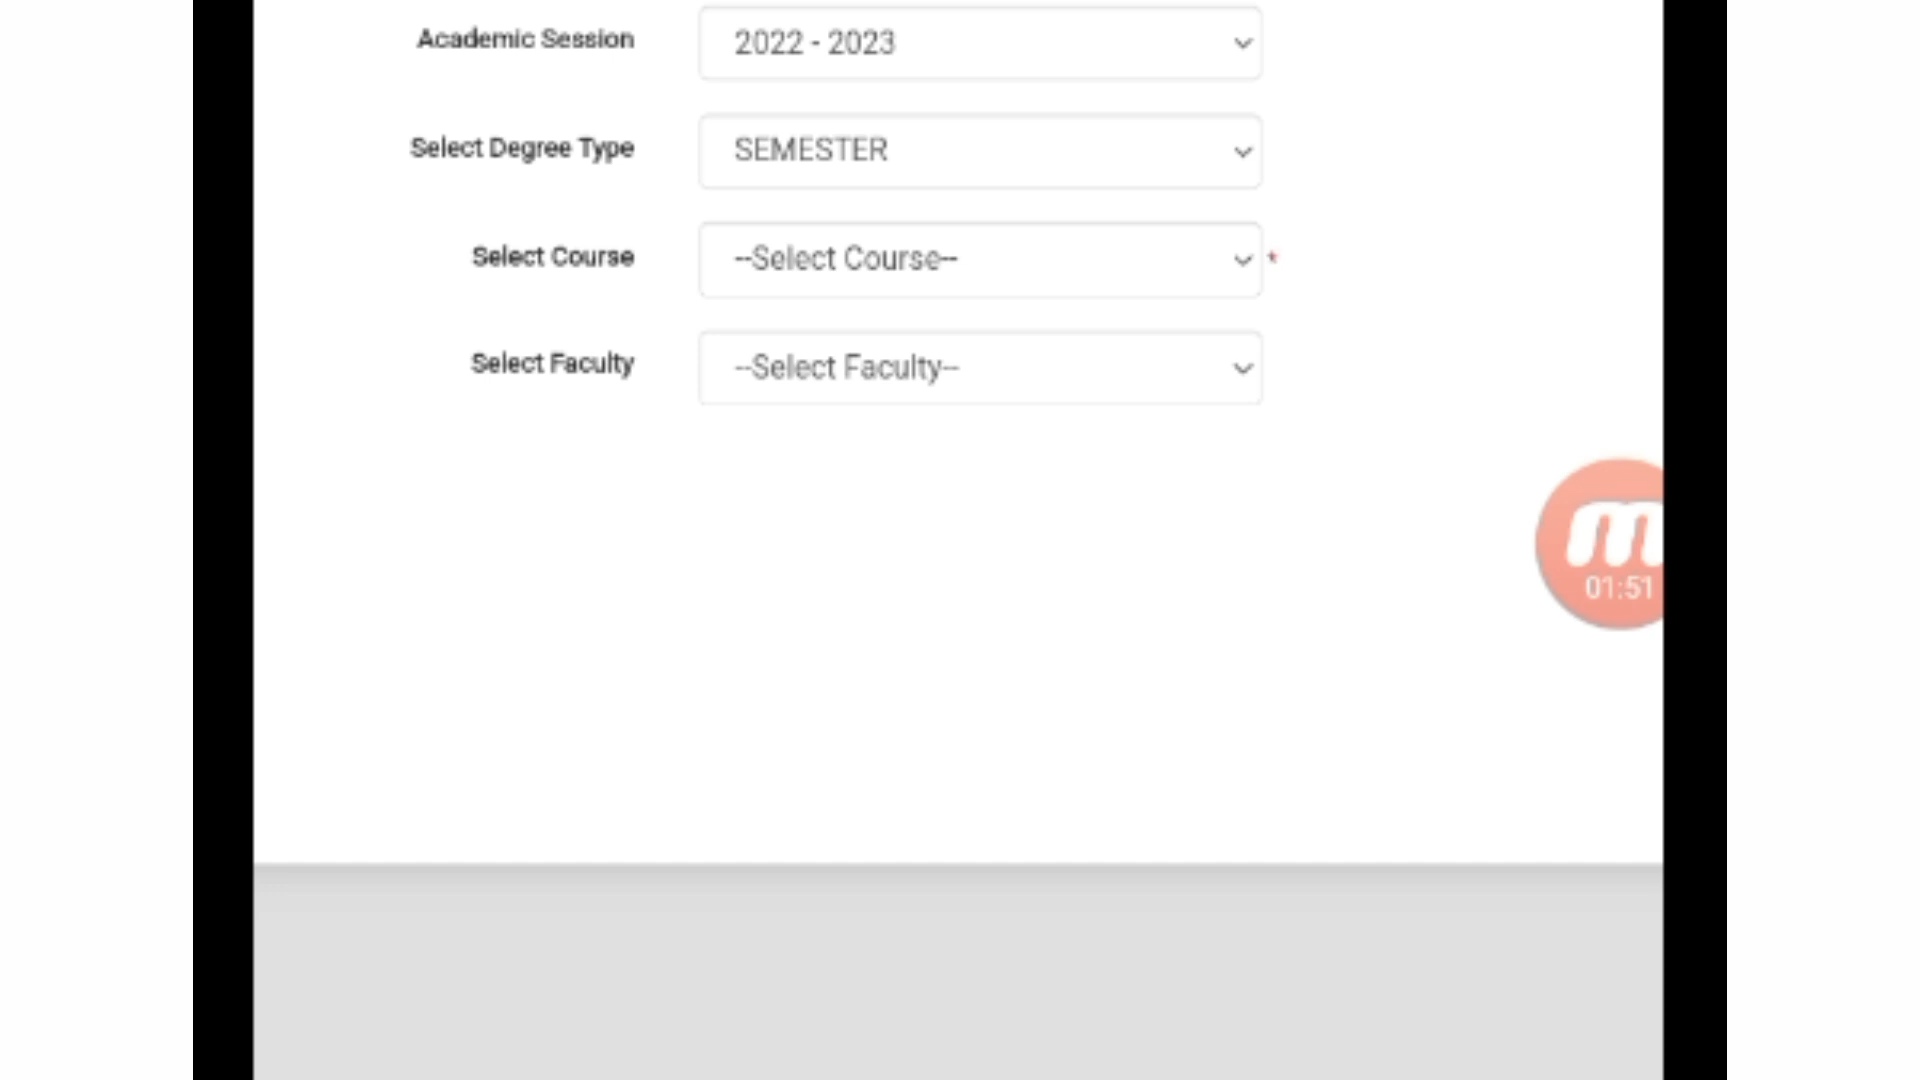 Academic Session 2022 - 2023
Select Degree Type SEMESTER
Select Course --Select Course-- *
Select Faculty --Select Faculty--
m
01:51